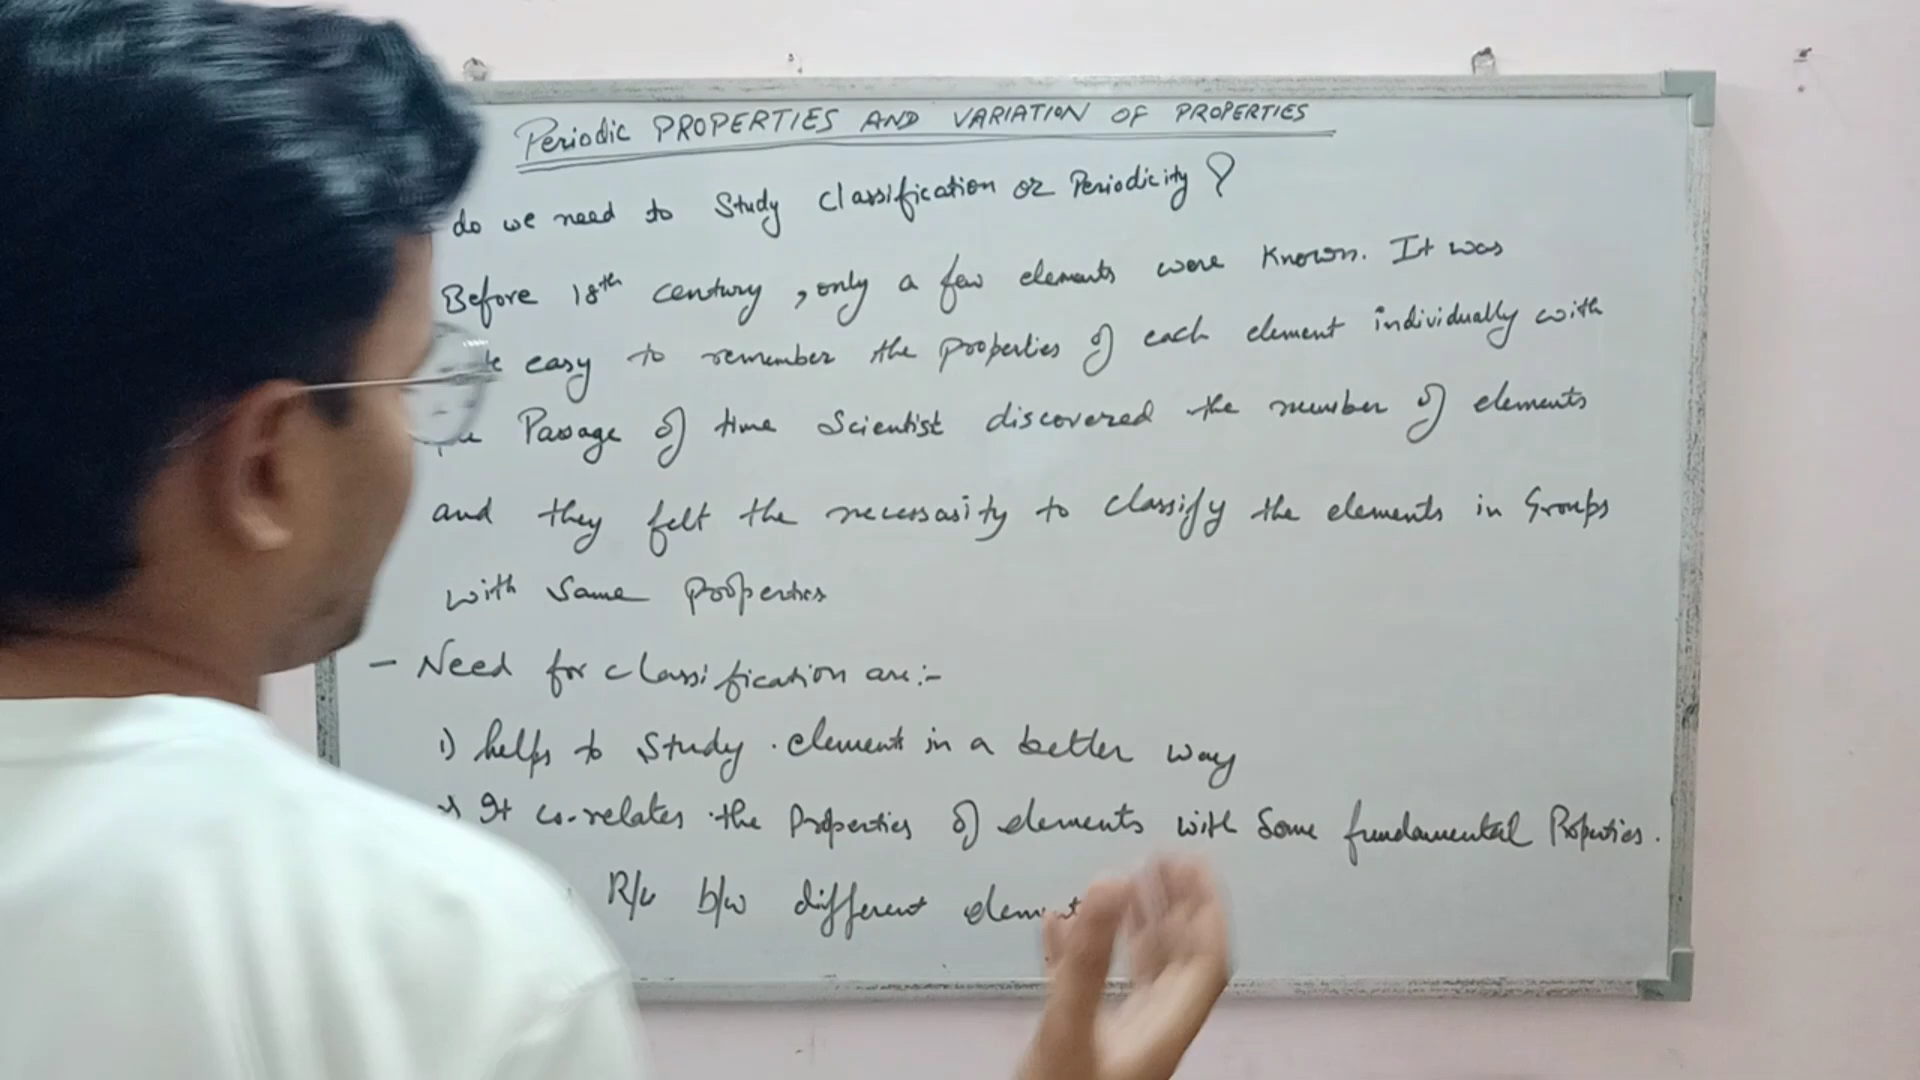 Periodic PROPERTIES AND VARIATION OF PROPERTIES
do we need to Study Classification or Periodicity ?
Before 18th century , only a few elements were Known. It was
easy to remember the properties of each element individually with
Passage of time Scientist discovered the number of elements
and they felt the necessasity to classify the elements in Groups
with Same properties
- Need for classification are:-
1) helps to Study . element in a better way
It co-relates the Properties of elements with Some fundamental Properties.
b/w different element